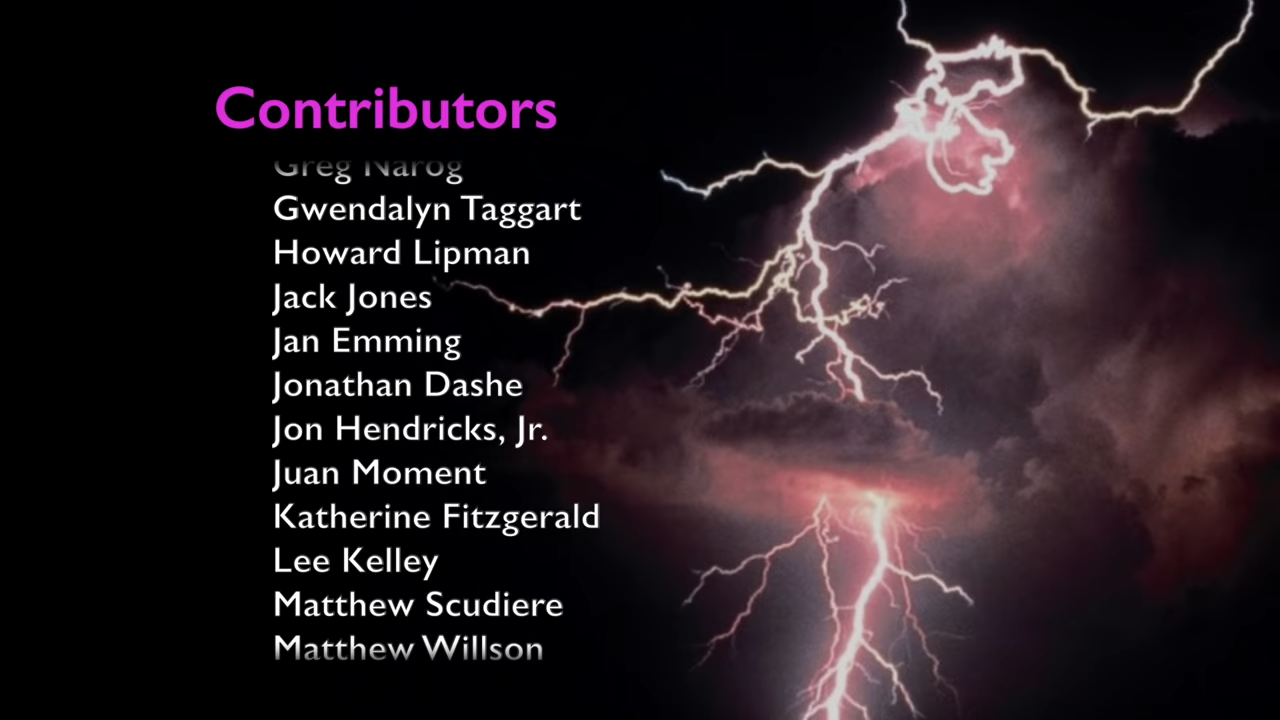 Contributors
Greg Narog
Gwendalyn Taggart
Howard Lipman
Jack Jones
Jan Emming
Jonathan Dashe
Jon Hendricks, Jr.
Juan Moment
Katherine Fitzgerald
Lee Kelley
Matthew Scudiere
Matthew Willson